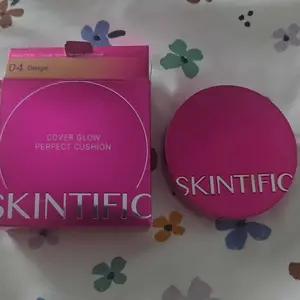 04 Beige
COVER GLOW
PERFECT CUSHION
SKINTIFIC
SKINTIFIC